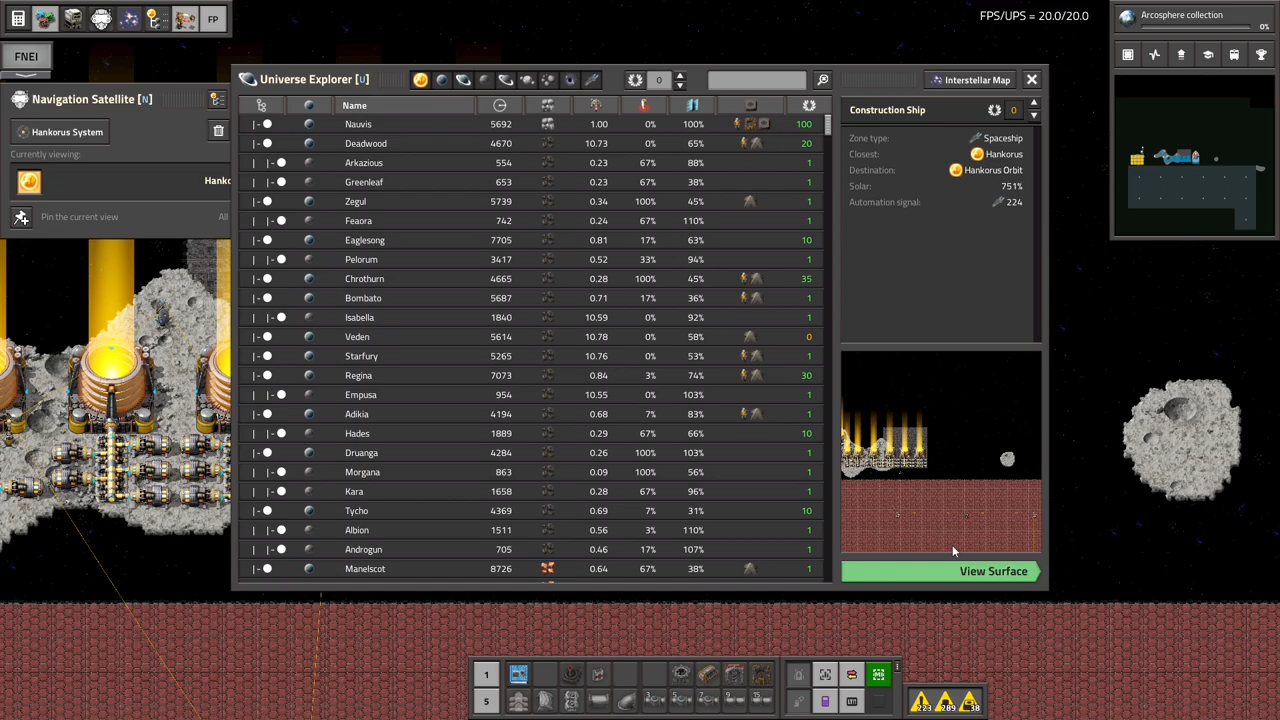 FP
FPS/UPS = 20.0/20.0
Arcosphere collection
0%
FNEI
Navigation Satellite [N]
Hankorus System
Currently viewing:
Hanko
Pin the current view
All
Universe Explorer [U]
0
Interstellar Map
Name
Nauvis 5692 1.00 0% 100% 100
Deadwood 4670 10.73 0% 65% 20
Arkazious 554 0.23 67% 88% 1
Greenleaf 653 0.23 67% 38% 1
Zegul 5739 0.34 100% 45% 1
Feaora 742 0.24 67% 110% 1
Eaglesong 7705 0.81 17% 63% 10
Pelorum 3417 0.52 33% 94% 1
Chrothurn 4665 0.28 100% 45% 35
Bombato 5687 0.71 17% 36% 1
Isabella 1840 10.59 0% 92% 1
Veden 5614 10.78 0% 58% 0
Starfury 5265 10.76 0% 53% 1
Regina 7073 0.84 3% 74% 30
Empusa 954 10.55 0% 103% 1
Adikia 4194 0.68 7% 83% 1
Hades 1889 0.29 67% 66% 10
Druanga 4284 0.26 100% 103% 1
Morgana 863 0.09 100% 56% 1
Kara 1658 0.28 67% 96% 1
Tycho 4369 0.69 7% 31% 10
Albion 1511 0.56 3% 110% 1
Androgun 705 0.46 17% 107% 1
Manelscot 8726 0.64 67% 38% 1
Construction Ship 0
Zone type: Spaceship
Closest: Hankorus
Destination: Hankorus Orbit
Solar: 751%
Automation signal: 224
View Surface
1
5
3 5 7 9 15
223 289 38